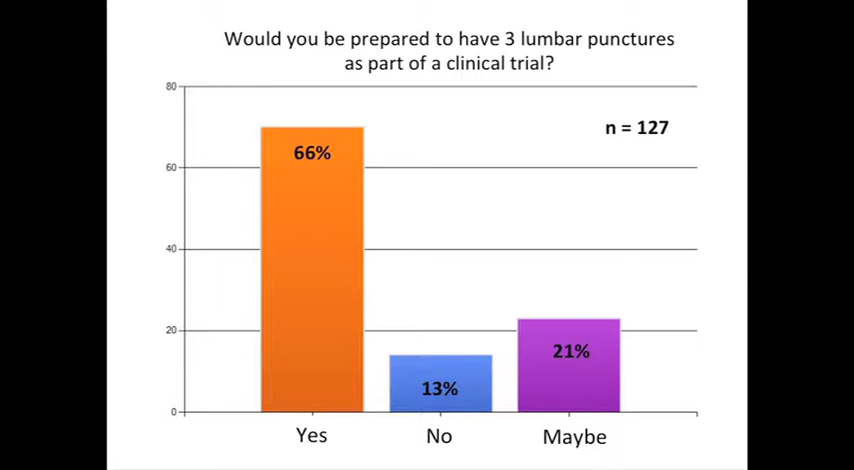 Would you be prepared to have 3 lumbar punctures
as part of a clinical trial?
80
n = 127
66%
60
40
20
21%
13%
0
Yes No Maybe